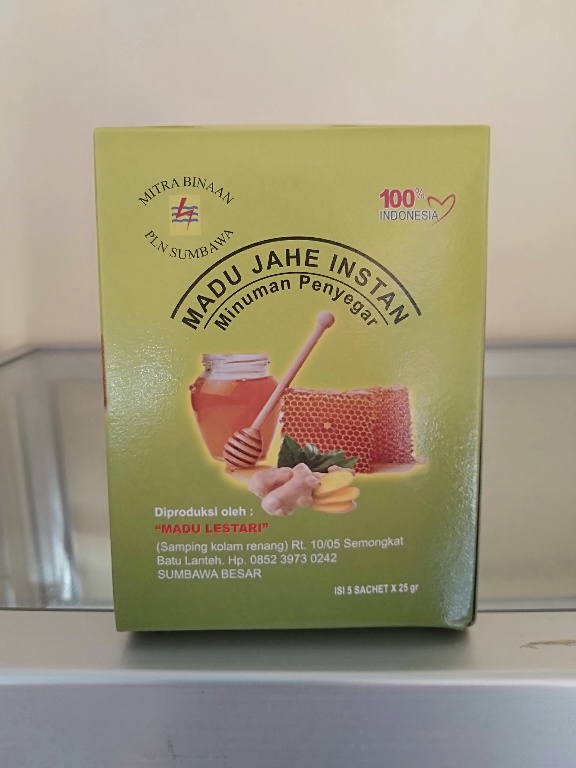 MITRA BINAAN
PLN SUMBAWA
100%
INDONESIA
MADU JAHE INSTAN
Minuman Penyegar
Diproduksi oleh :
"MADU LESTARI"
(Samping kolam renang) Rt. 10/05 Semongkat
Batu Lanteh. Hp. 0852 3973 0242
SUMBAWA BESAR
ISI 5 SACHET X 25 gr